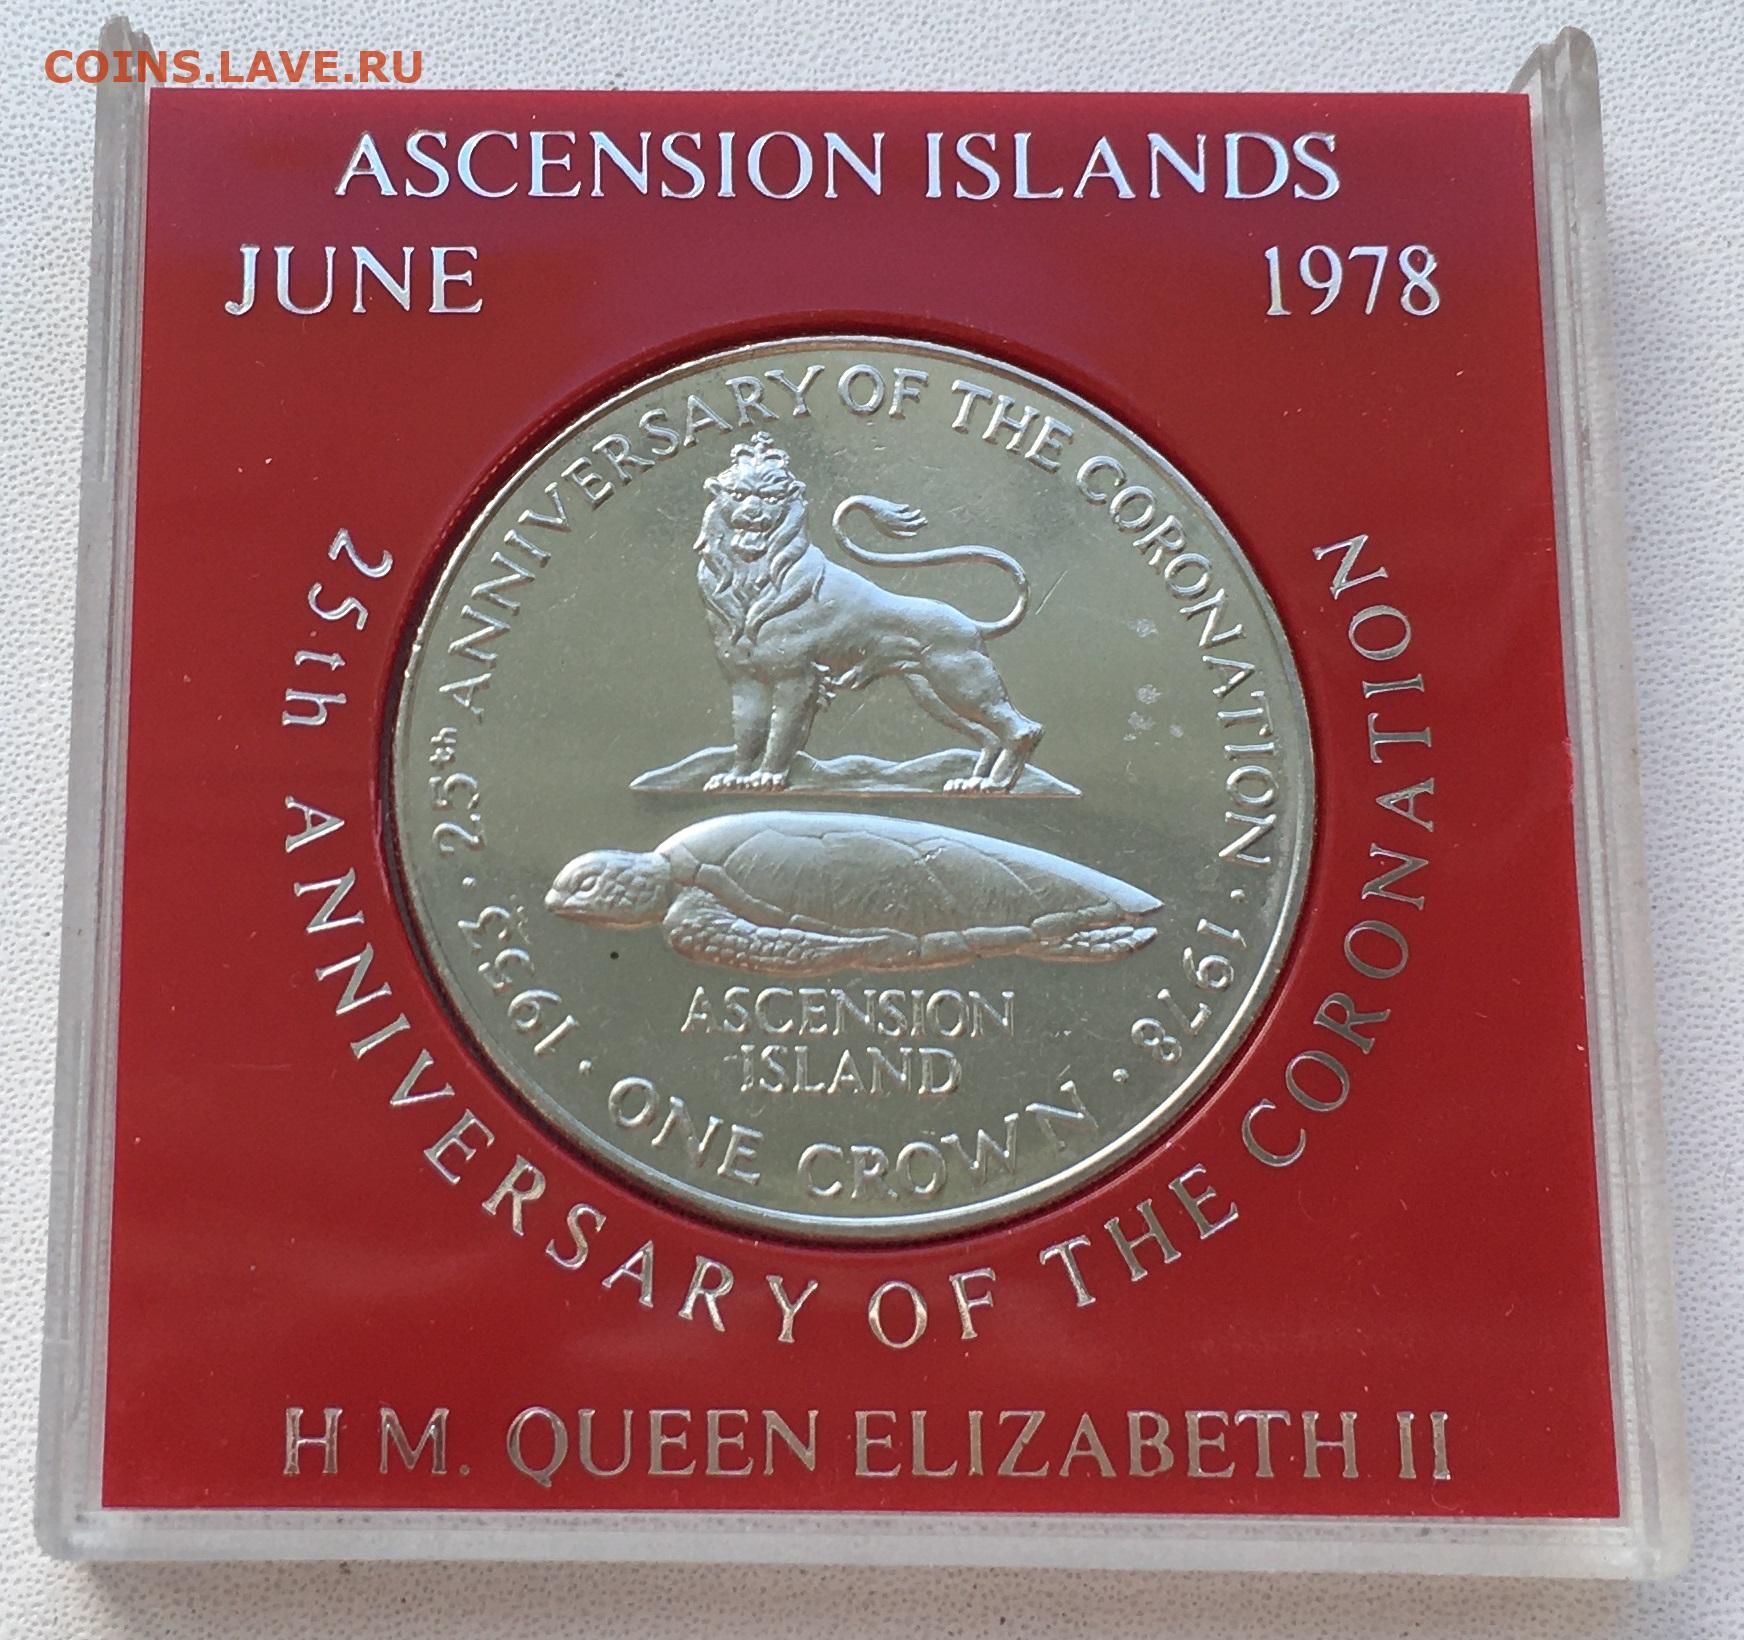 COINS.LAVE.RU
ASCENSION ISLANDS
JUNE 1978
· 25th ANNIVERSARY OF THE CORONATION ·
1953 · ONE CROWN · 1978
ASCENSION
ISLAND
25th ANNIVERSARY OF THE CORONATION
H M. QUEEN ELIZABETH II